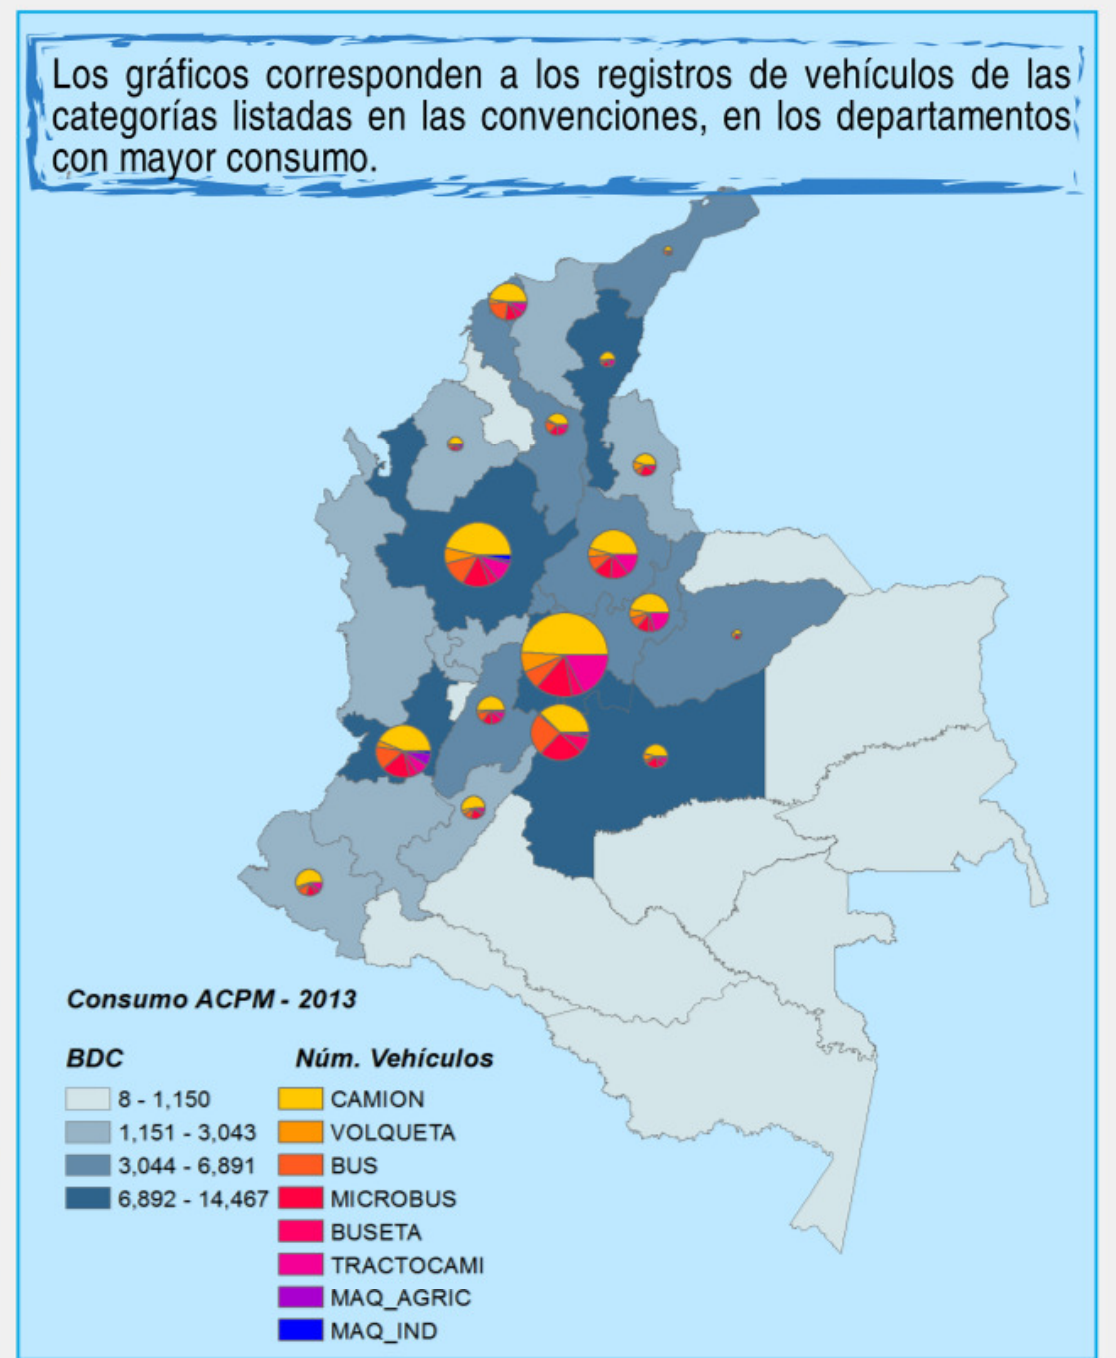 Los gráficos corresponden a los registros de vehículos de las
categorías listadas en las convenciones, en los departamentos
con mayor consumo.
Consumo ACPM - 2013
BDC
8 - 1,150
1,151 - 3,043
3,044 - 6,891
6,892 - 14,467
Núm. Vehículos
CAMION
VOLQUETA
BUS
MICROBUS
BUSETA
TRACTOCAMI
MAQ_AGRIC
MAQ_IND